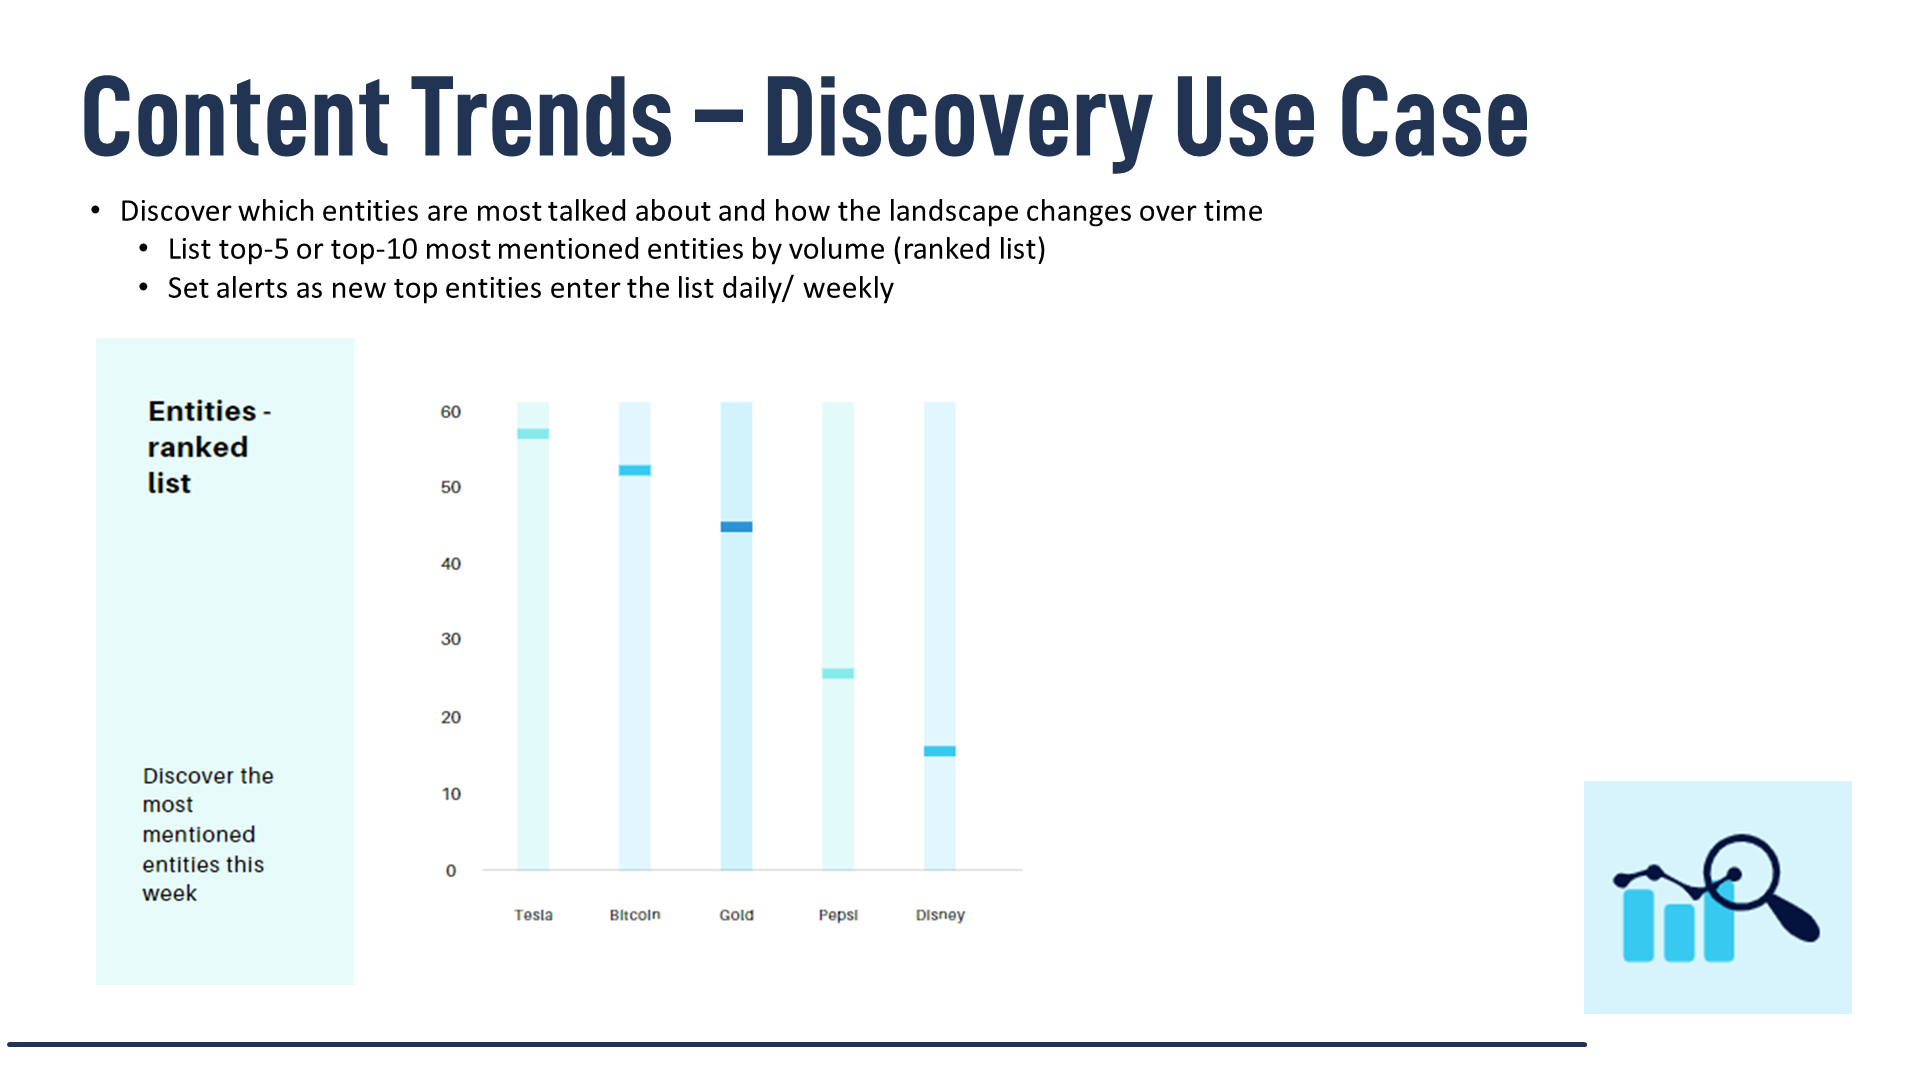 Content Trends – Discovery Use Case
• Discover which entities are most talked about and how the landscape changes over time
• List top-5 or top-10 most mentioned entities by volume (ranked list)
• Set alerts as new top entities enter the list daily/ weekly
Entities -
ranked
list
Discover the
most
mentioned
entities this
week
60
50
40
30
20
10
0
Tesla Bitcoin Gold Pepsi Disney